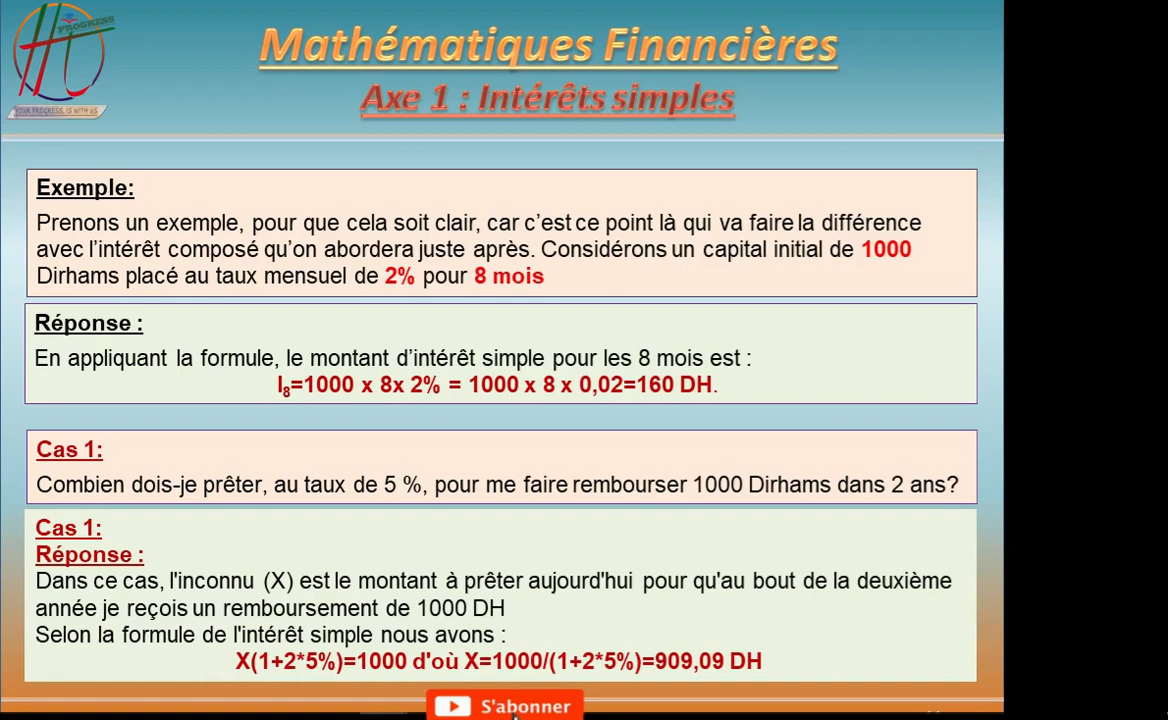 PROGRESS
YOUR PROGRESS, IS WITH US
Mathématiques Financières
Axe 1 : Intérêts simples
Exemple:
Prenons un exemple, pour que cela soit clair, car c’est ce point là qui va faire la différence
avec l’intérêt composé qu’on abordera juste après. Considérons un capital initial de 1000
Dirhams placé au taux mensuel de 2% pour 8 mois
Réponse :
En appliquant la formule, le montant d’intérêt simple pour les 8 mois est :
I₈=1000 x 8x 2% = 1000 x 8 x 0,02=160 DH.
Cas 1:
Combien dois-je prêter, au taux de 5 %, pour me faire rembourser 1000 Dirhams dans 2 ans?
Cas 1:
Réponse :
Dans ce cas, l'inconnu (X) est le montant à prêter aujourd'hui pour qu'au bout de la deuxième
année je reçois un remboursement de 1000 DH
Selon la formule de l'intérêt simple nous avons :
X(1+2*5%)=1000 d'où X=1000/(1+2*5%)=909,09 DH
S'abonner